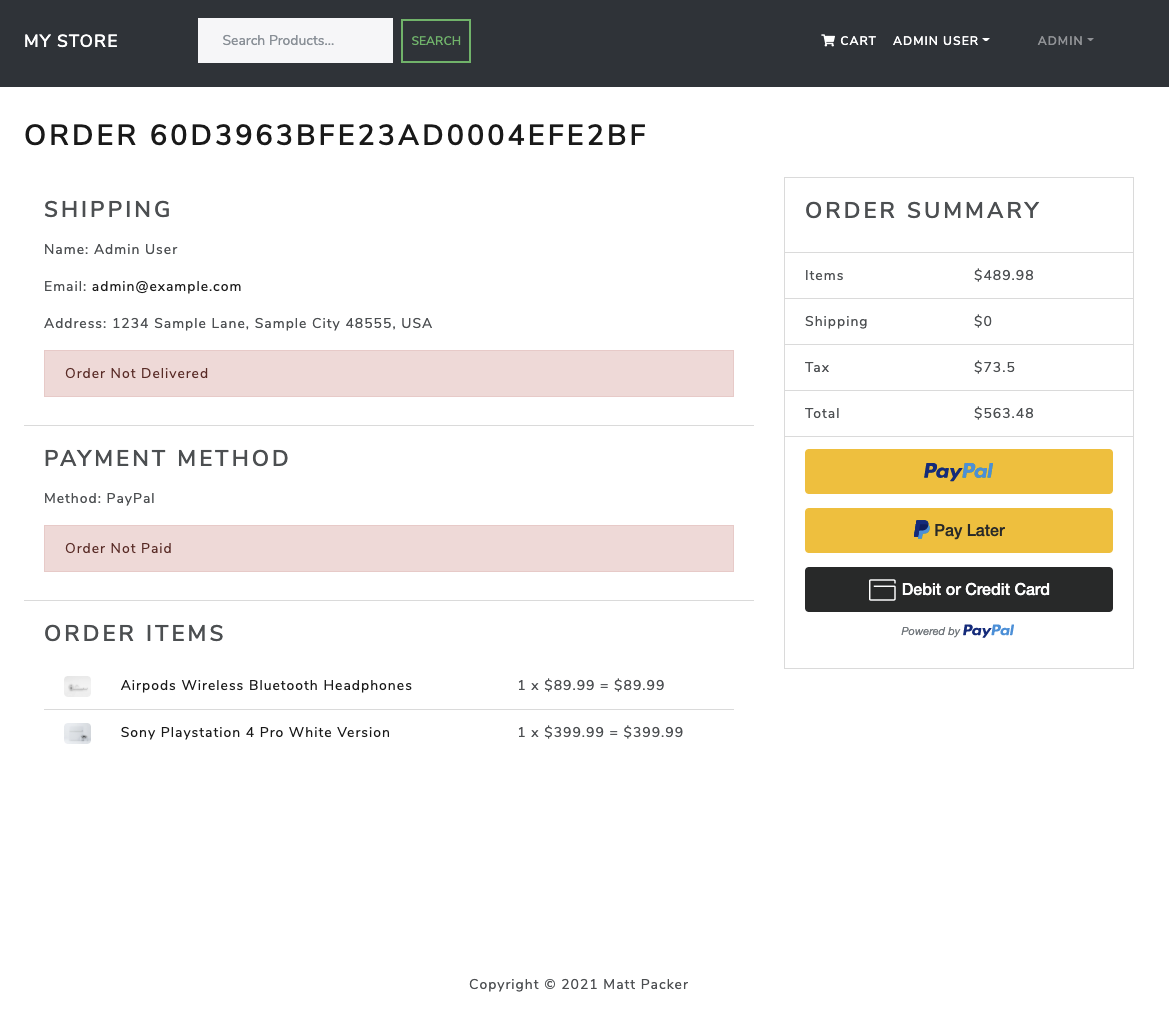 MY STORE
Search Products...
SEARCH
CART
ADMIN USER
ADMIN
ORDER 60D3963BFE23AD0004EFE2BF
SHIPPING
Name: Admin User
Email: admin@example.com
Address: 1234 Sample Lane, Sample City 48555, USA
Order Not Delivered
PAYMENT METHOD
Method: PayPal
Order Not Paid
ORDER ITEMS
Airpods Wireless Bluetooth Headphones 1 x $89.99 = $89.99
Sony Playstation 4 Pro White Version 1 x $399.99 = $399.99
ORDER SUMMARY
Items $489.98
Shipping $0
Tax $73.5
Total $563.48
PayPal
Pay Later
Debit or Credit Card
Powered by PayPal
Copyright © 2021 Matt Packer